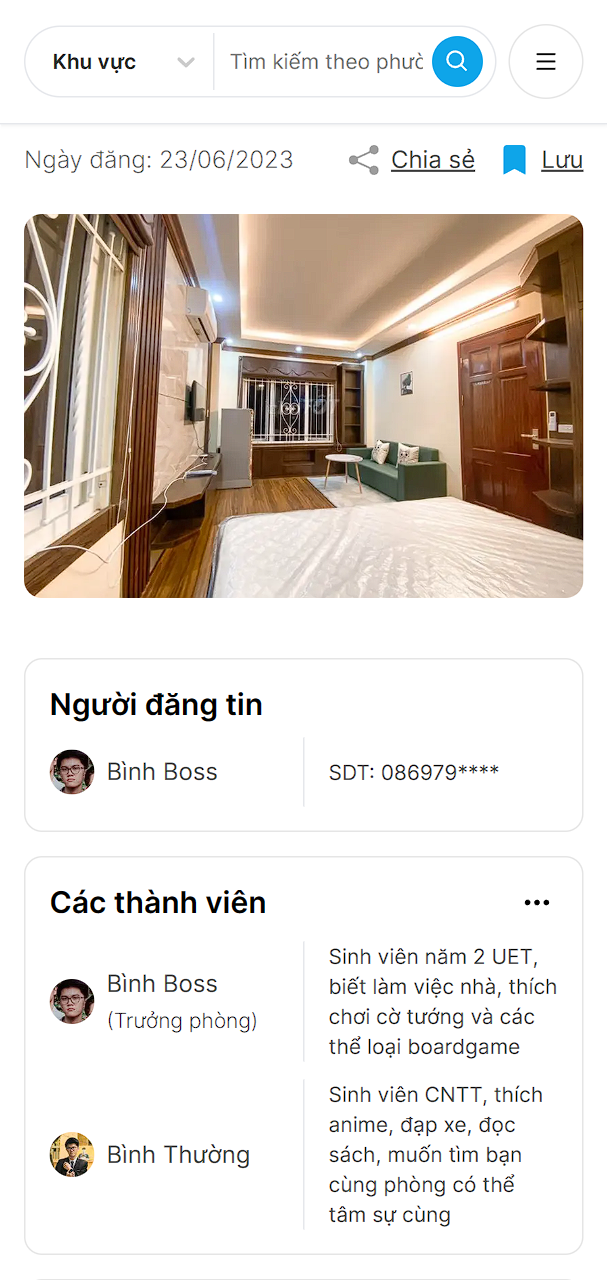 Khu vực
Tìm kiếm theo phườ
Ngày đăng: 23/06/2023
Chia sẻ
Lưu
Người đăng tin
Bình Boss
SDT: 086979****
Các thành viên
Bình Boss
(Trưởng phòng)
Sinh viên năm 2 UET,
biết làm việc nhà, thích
chơi cờ tướng và các
thể loại boardgame
Bình Thường
Sinh viên CNTT, thích
anime, đạp xe, đọc
sách, muốn tìm bạn
cùng phòng có thể
tâm sự cùng